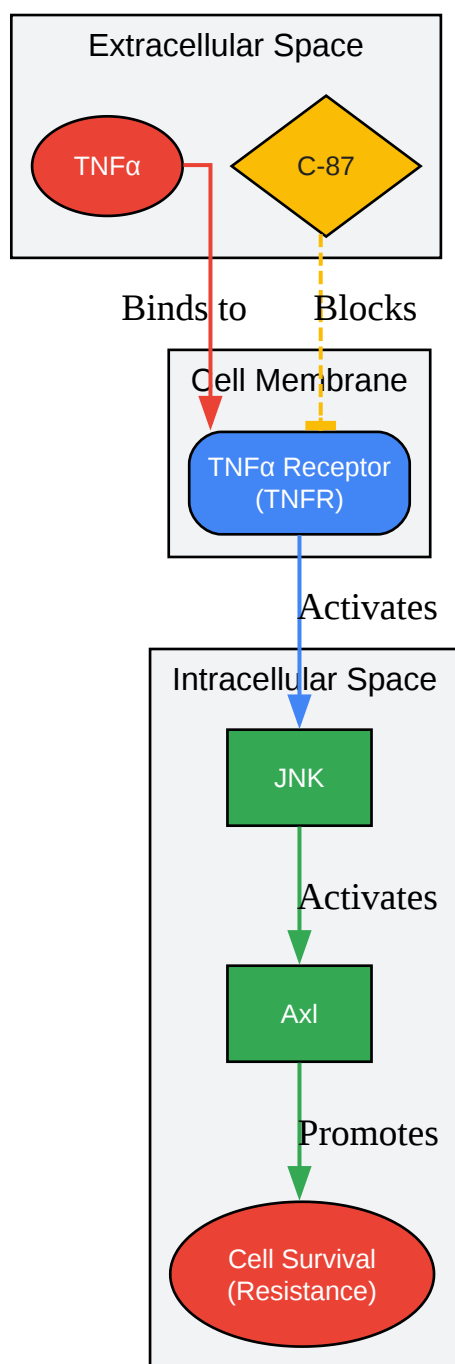 Extracellular Space
TNFα
C-87
Binds to
Blocks
Cell Membrane
TNFα Receptor
(TNFR)
Activates
Intracellular Space
JNK
Activates
Axl
Promotes
Cell Survival
(Resistance)